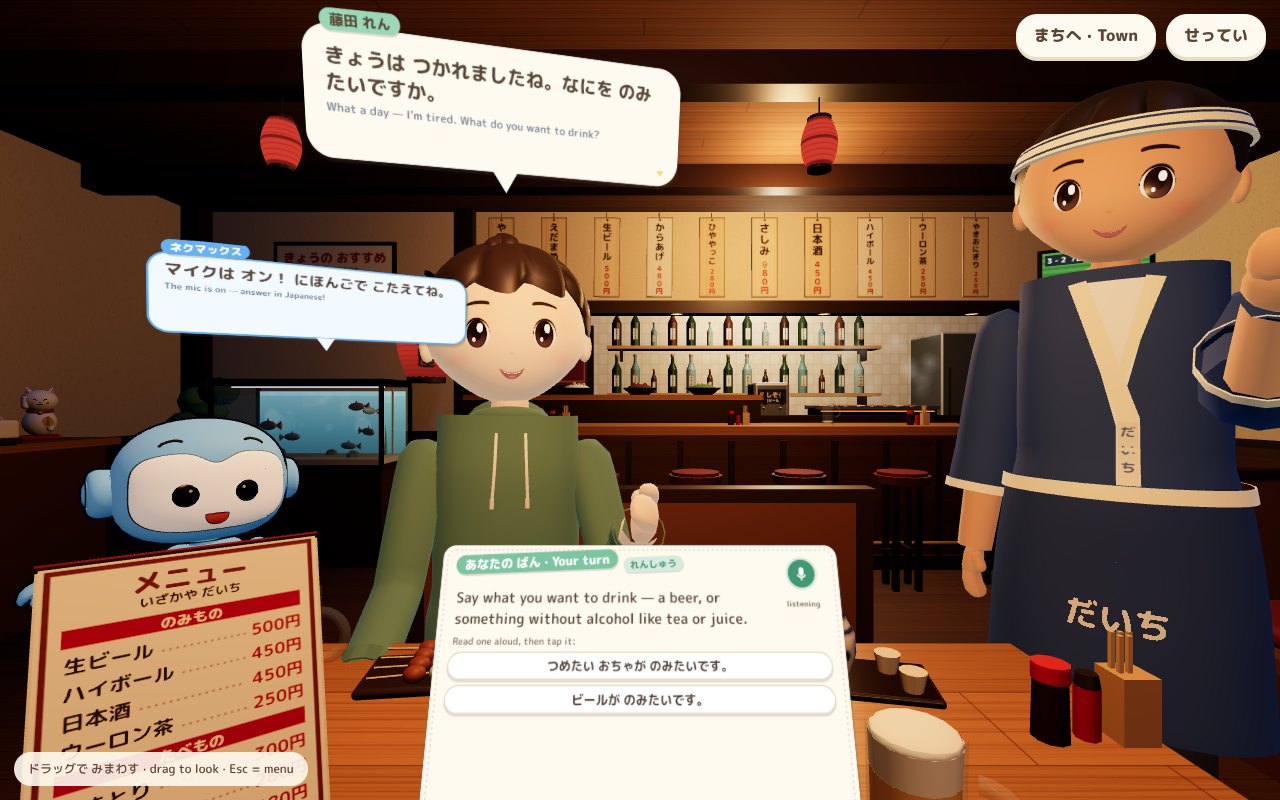 まちへ・Town
せってい
藤田 れん
きょうは つかれましたね。なにを のみ
たいですか。
What a day — I'm tired. What do you want to drink?
ネクマックス
マイクは オン！ にほんごで こたえてね。
The mic is on — answer in Japanese!
きょうの おすすめ
や
えだまめ
生ビール 500円
からあげ 480円
ひややっこ 280円
さしみ 980円
日本酒 450円
ハイボール 450円
ウーロン茶 250円
やきおにぎり
だいち
だいち
メニュー
いざかや だいち
のみもの
生ビール 500円
ハイボール 450円
日本酒 450円
ウーロン茶 250円
たべもの
300円
80円
あなたの ばん・Your turn
れんしゅう
listening
Say what you want to drink — a beer, or
something without alcohol like tea or juice.
Read one aloud, then tap it:
つめたい おちゃが のみたいです。
ビールが のみたいです。
ドラッグで みまわす · drag to look · Esc = menu